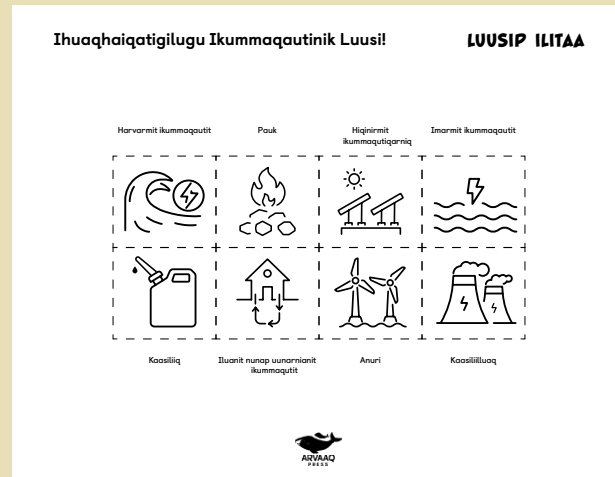 Ihuaqhaiqatigilugu Ikummaqautinik Luusi!
LUUSIP ILITAA
Harvarmit ikummaqautit
Pauk
Hiqinirmit
ikummaqutiqarniq
Imarmit ikummaqautit
Kaasiliiq
Iluanit nunap uunarnianit
ikummaqutit
Anuri
Kaasiliilluaq
ARVAAQ
PRESS